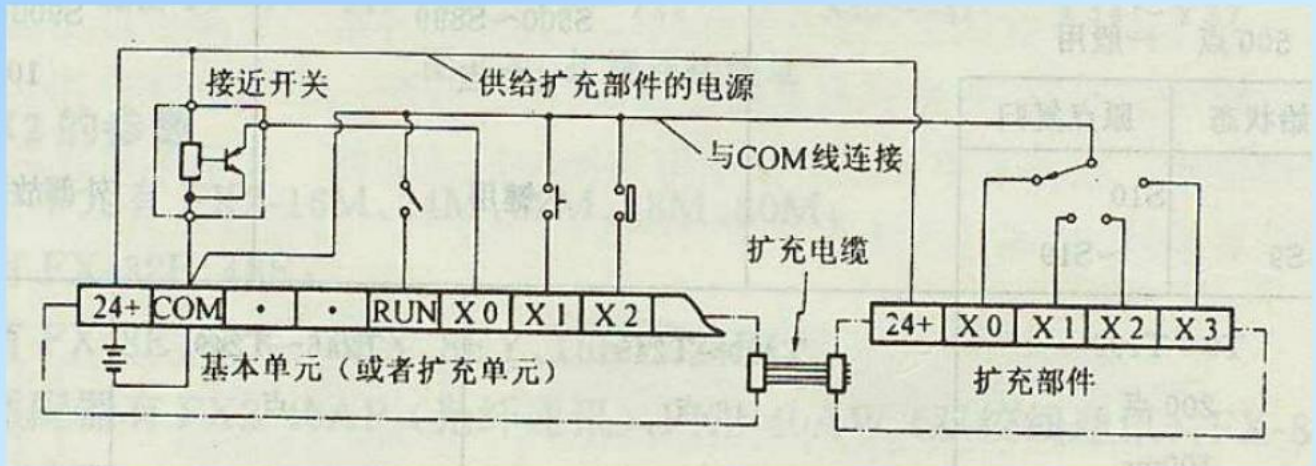 接近开关
供给扩充部件的电源
与COM线连接
扩充电缆
24+ COM · · RUN X0 X1 X2
24+ X0 X1 X2 X3
基本单元（或者扩充单元）
扩充部件